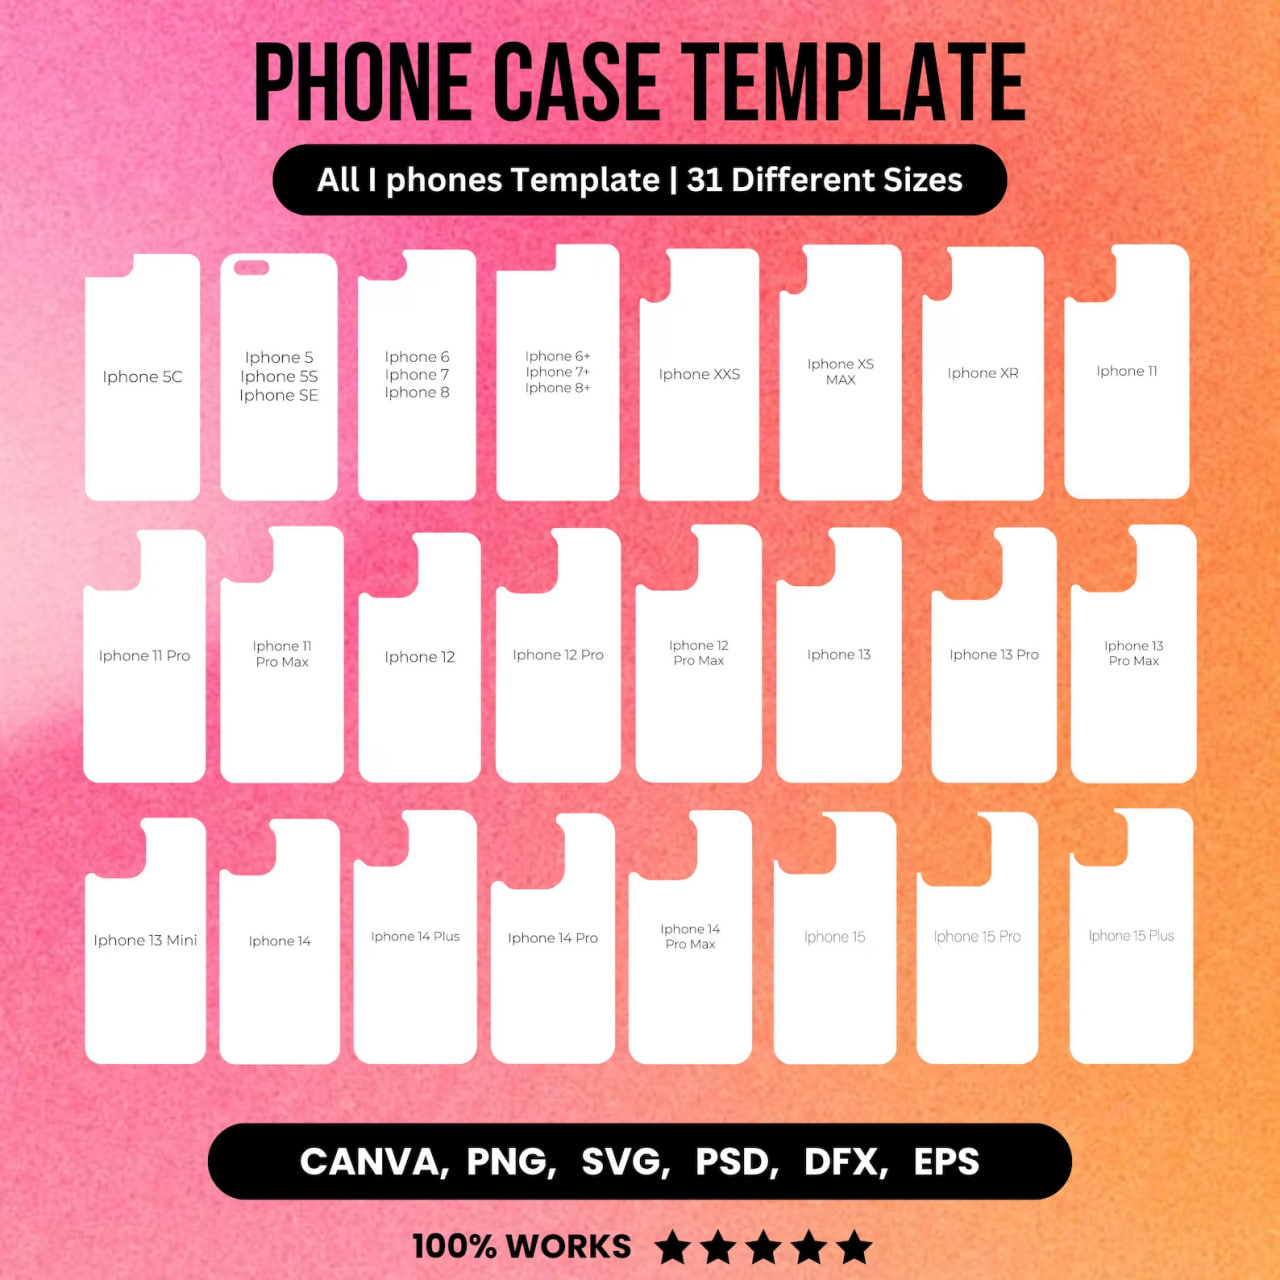 PHONE CASE TEMPLATE
All I phones Template | 31 Different Sizes
Iphone 5C
Iphone 5
Iphone 5S
Iphone SE
Iphone 6
Iphone 7
Iphone 8
Iphone 6+
Iphone 7+
Iphone 8+
Iphone XXS
Iphone XS
MAX
Iphone XR
Iphone 11
Iphone 11 Pro
Iphone 11
Pro Max
Iphone 12
Iphone 12 Pro
Iphone 12
Pro Max
Iphone 13
Iphone 13 Pro
Iphone 13
Pro Max
Iphone 13 Mini
Iphone 14
Iphone 14 Plus
Iphone 14 Pro
Iphone 14
Pro Max
Iphone 15
Iphone 15 Pro
Iphone 15 Plus
CANVA, PNG, SVG, PSD, DFX, EPS
100% WORKS ★★★★★